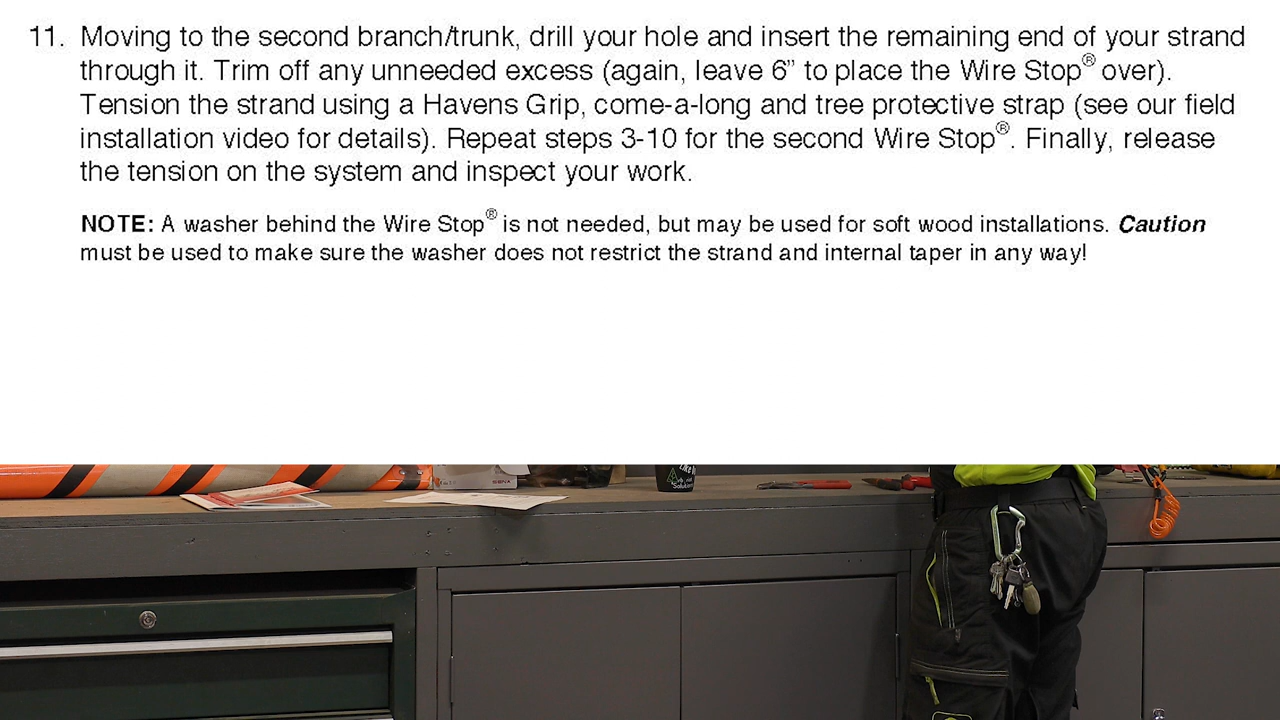 11. Moving to the second branch/trunk, drill your hole and insert the remaining end of your strand
through it. Trim off any unneeded excess (again, leave 6” to place the Wire Stop® over).
Tension the strand using a Havens Grip, come-a-long and tree protective strap (see our field
installation video for details). Repeat steps 3-10 for the second Wire Stop®. Finally, release
the tension on the system and inspect your work.
NOTE: A washer behind the Wire Stop® is not needed, but may be used for soft wood installations. Caution
must be used to make sure the washer does not restrict the strand and internal taper in any way!